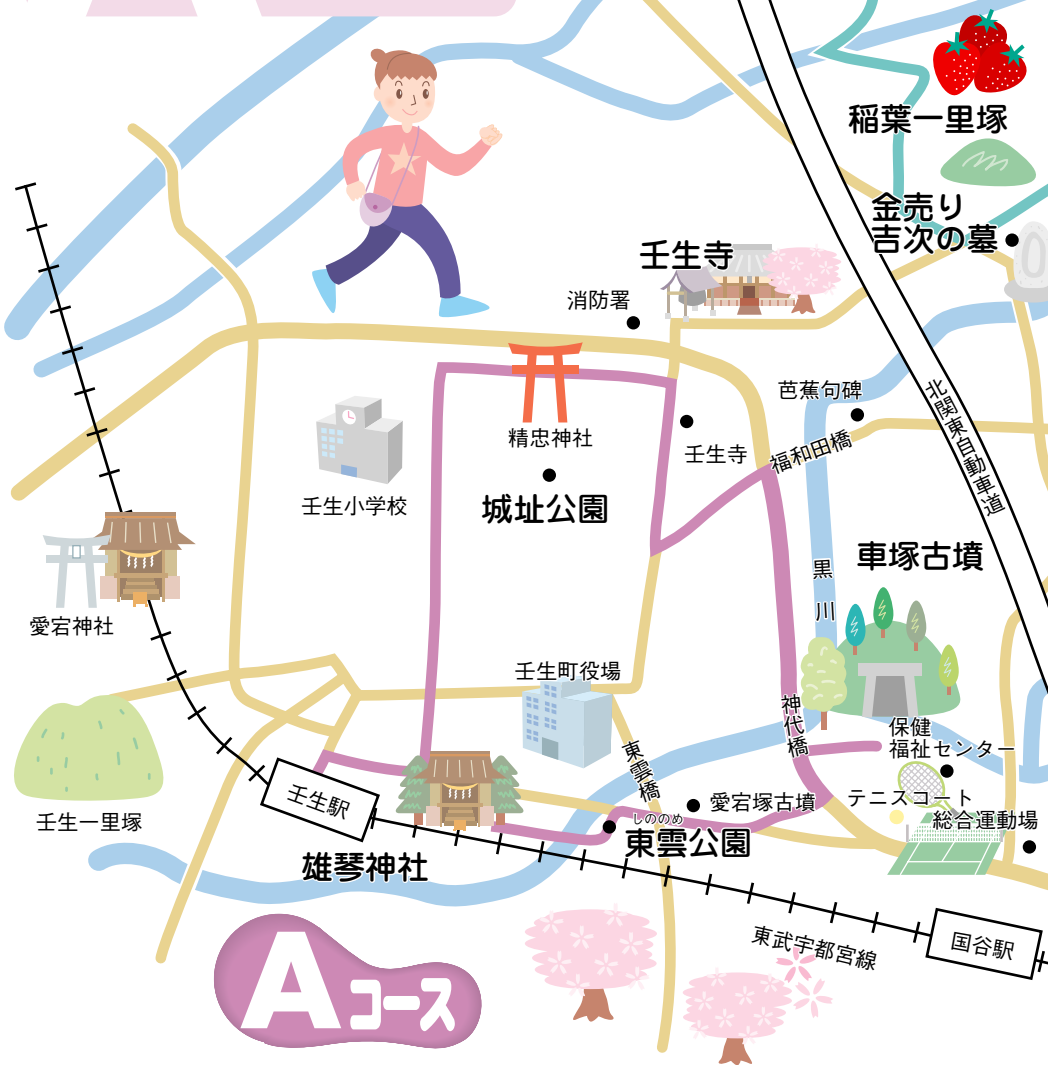 稲葉一里塚
金売り
吉次の墓
壬生寺
消防署
芭蕉句碑
北関東自動車道
精忠神社
壬生寺
福和田橋
壬生小学校
城址公園
車塚古墳
黒川
愛宕神社
壬生町役場
神代橋
保健
福祉センター
東雲橋
壬生駅
愛宕塚古墳
テニスコート
しののめ
東雲公園
総合運動場
壬生一里塚
雄琴神社
東武宇都宮線
国谷駅
Aコース